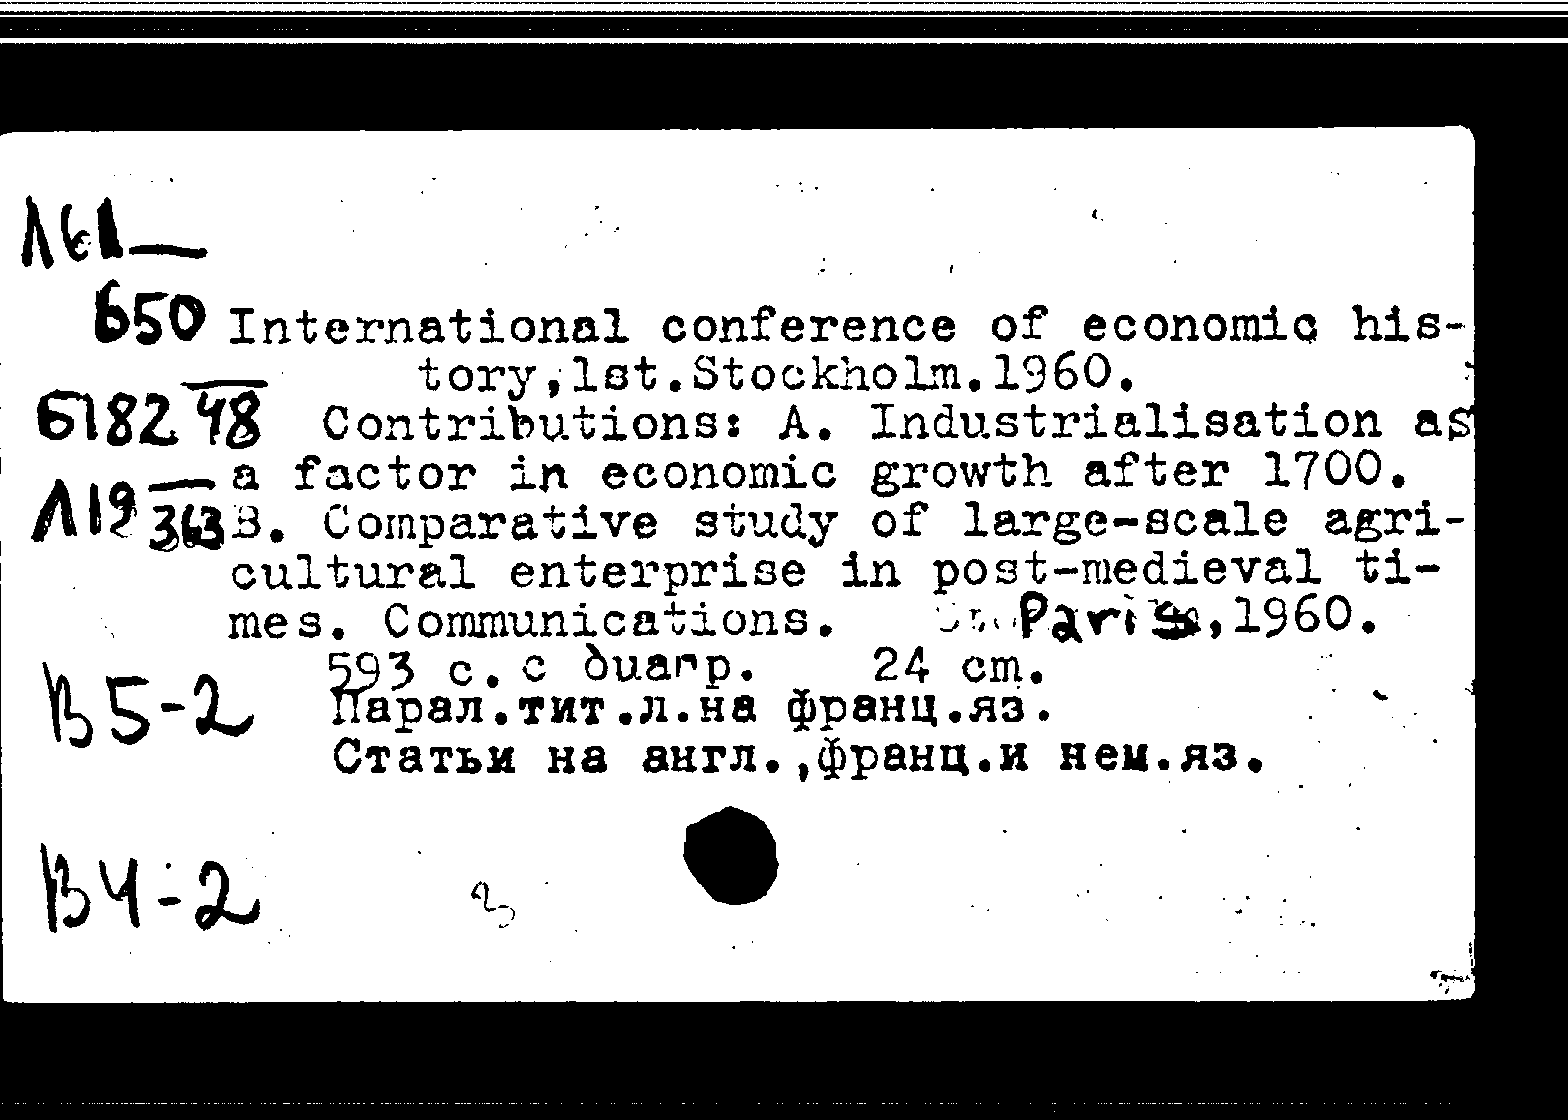 Л61
650 International conference of economic his-
tory,1st.Stockholm.1960.
Б182 48 Contributions: A. Industrialisation as
a factor in economic growth after 1700.
Л19 363 B. Comparative study of large-scale agri-
cultural enterprise in post-medieval ti-
mes. Communications. Paris,1960.
593 с. с диагр. 24 cm.
В5-2 Парал.тит.л.на франц.яз.
Статьи на англ.,франц.и нем.яз.
В4-2